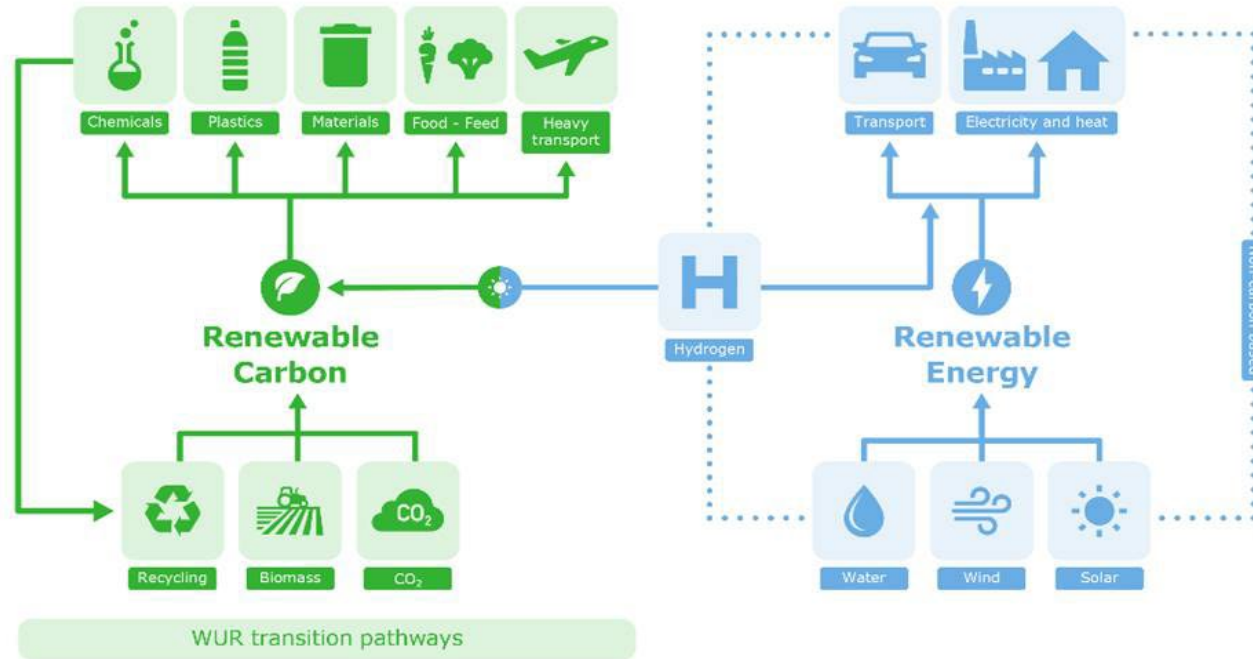 Chemicals
Plastics
Materials
Food - Feed
Heavy
transport
Transport
Electricity and heat
H
Hydrogen
Renewable
Carbon
Renewable
Energy
CO₂
Recycling
Biomass
CO₂
Water
Wind
Solar
WUR transition pathways